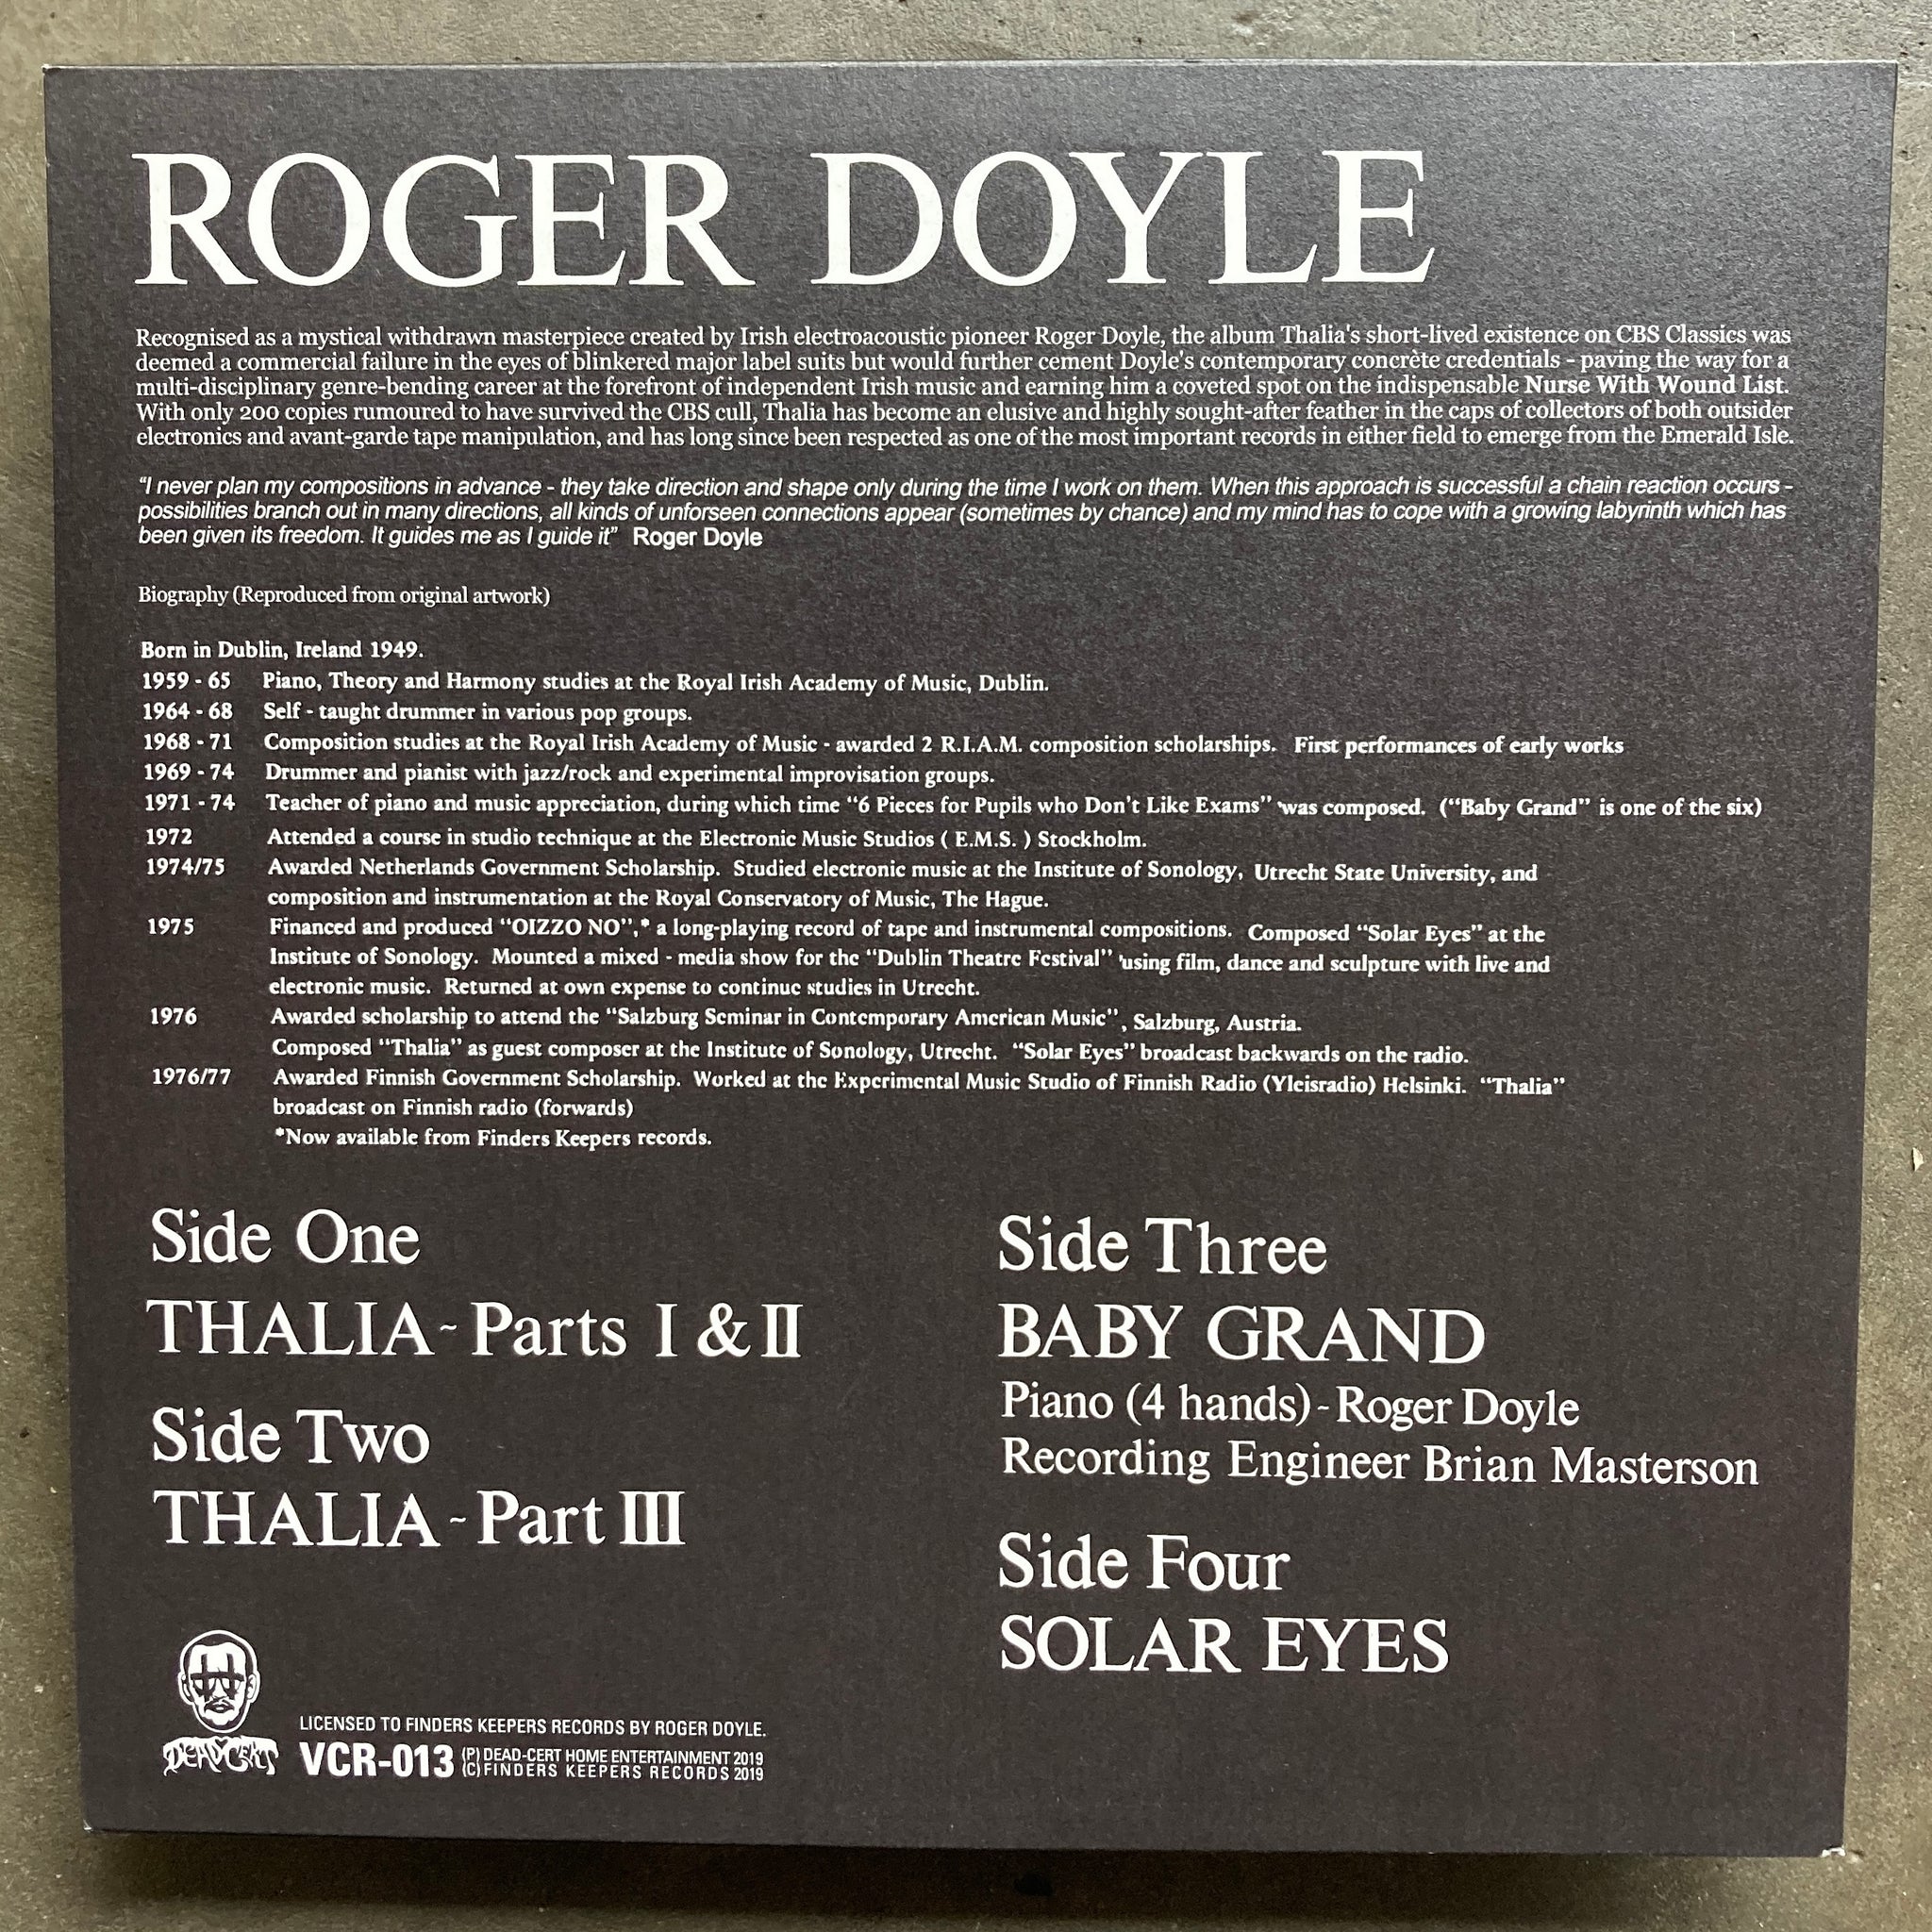 ROGER DOYLE
Recognised as a mystical withdrawn masterpiece created by Irish electroacoustic pioneer Roger Doyle, the album Thalia's short-lived existence on CBS Classics was
deemed a commercial failure in the eyes of blinkered major label suits but would further cement Doyle's contemporary concrète credentials - paving the way for a
multi-disciplinary genre-bending career at the forefront of independent Irish music and earning him a coveted spot on the indispensable Nurse With Wound List.
With only 200 copies rumoured to have survived the CBS cull, Thalia has become an elusive and highly sought-after feather in the caps of collectors of both outsider
electronics and avant-garde tape manipulation, and has long since been respected as one of the most important records in either field to emerge from the Emerald Isle.
"I never plan my compositions in advance - they take direction and shape only during the time I work on them. When this approach is successful a chain reaction occurs -
possibilities branch out in many directions, all kinds of unforseen connections appear (sometimes by chance) and my mind has to cope with a growing labyrinth which has
been given its freedom. It guides me as I guide it" Roger Doyle
Biography (Reproduced from original artwork)
Born in Dublin, Ireland 1949.
1959 - 65 Piano, Theory and Harmony studies at the Royal Irish Academy of Music, Dublin.
1964 - 68 Self - taught drummer in various pop groups.
1968 - 71 Composition studies at the Royal Irish Academy of Music - awarded 2 R.I.A.M. composition scholarships. First performances of early works
1969 - 74 Drummer and pianist with jazz/rock and experimental improvisation groups.
1971 - 74 Teacher of piano and music appreciation, during which time "6 Pieces for Pupils who Don't Like Exams" was composed. ("Baby Grand" is one of the six)
1972 Attended a course in studio technique at the Electronic Music Studios ( E.M.S. ) Stockholm.
1974/75 Awarded Netherlands Government Scholarship. Studied electronic music at the Institute of Sonology, Utrecht State University, and
composition and instrumentation at the Royal Conservatory of Music, The Hague.
1975 Financed and produced "OIZZO NO",* a long-playing record of tape and instrumental compositions. Composed "Solar Eyes" at the
Institute of Sonology. Mounted a mixed - media show for the "Dublin Theatre Festival" using film, dance and sculpture with live and
electronic music. Returned at own expense to continue studies in Utrecht.
1976 Awarded scholarship to attend the "Salzburg Seminar in Contemporary American Music", Salzburg, Austria.
Composed "Thalia" as guest composer at the Institute of Sonology, Utrecht. "Solar Eyes" broadcast backwards on the radio.
1976/77 Awarded Finnish Government Scholarship. Worked at the Experimental Music Studio of Finnish Radio (Yleisradio) Helsinki. "Thalia"
broadcast on Finnish radio (forwards)
*Now available from Finders Keepers records.
Side One
THALIA ~ Parts I & II
Side Two
THALIA ~ Part III
Side Three
BABY GRAND
Piano (4 hands) - Roger Doyle
Recording Engineer Brian Masterson
Side Four
SOLAR EYES
DEADCERT
LICENSED TO FINDERS KEEPERS RECORDS BY ROGER DOYLE.
VCR-013 (P) DEAD-CERT HOME ENTERTAINMENT 2019
(C) FINDERS KEEPERS RECORDS 2019